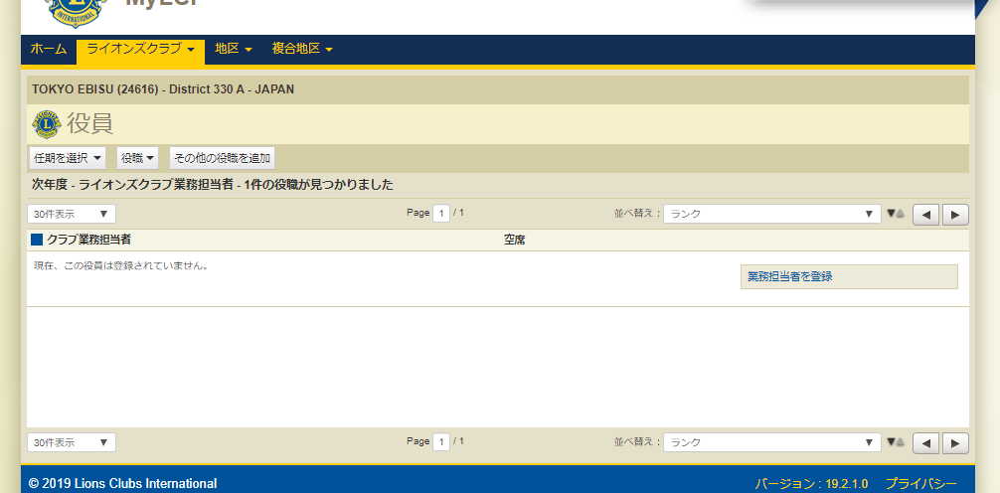 MyLCI
ホーム ライオンズクラブ ▼ 地区 ▼ 複合地区 ▼
TOKYO EBISU (24616) - District 330 A - JAPAN
役員
任期を選択 ▼ 役職 ▼ その他の役職を追加
次年度 - ライオンズクラブ業務担当者 - 1件の役職が見つかりました
30件表示 ▼ Page 1 / 1 並べ替え : ランク ▼ ▼▲ ◀ ▶
クラブ業務担当者 空席
現在、この役員は登録されていません。
業務担当者を登録
30件表示 ▼ Page 1 / 1 並べ替え : ランク ▼ ▼▲ ◀ ▶
© 2019 Lions Clubs International バージョン : 19.2.1.0 プライバシー